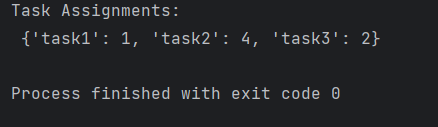 Task Assignments:
{'task1': 1, 'task2': 4, 'task3': 2}
Process finished with exit code 0